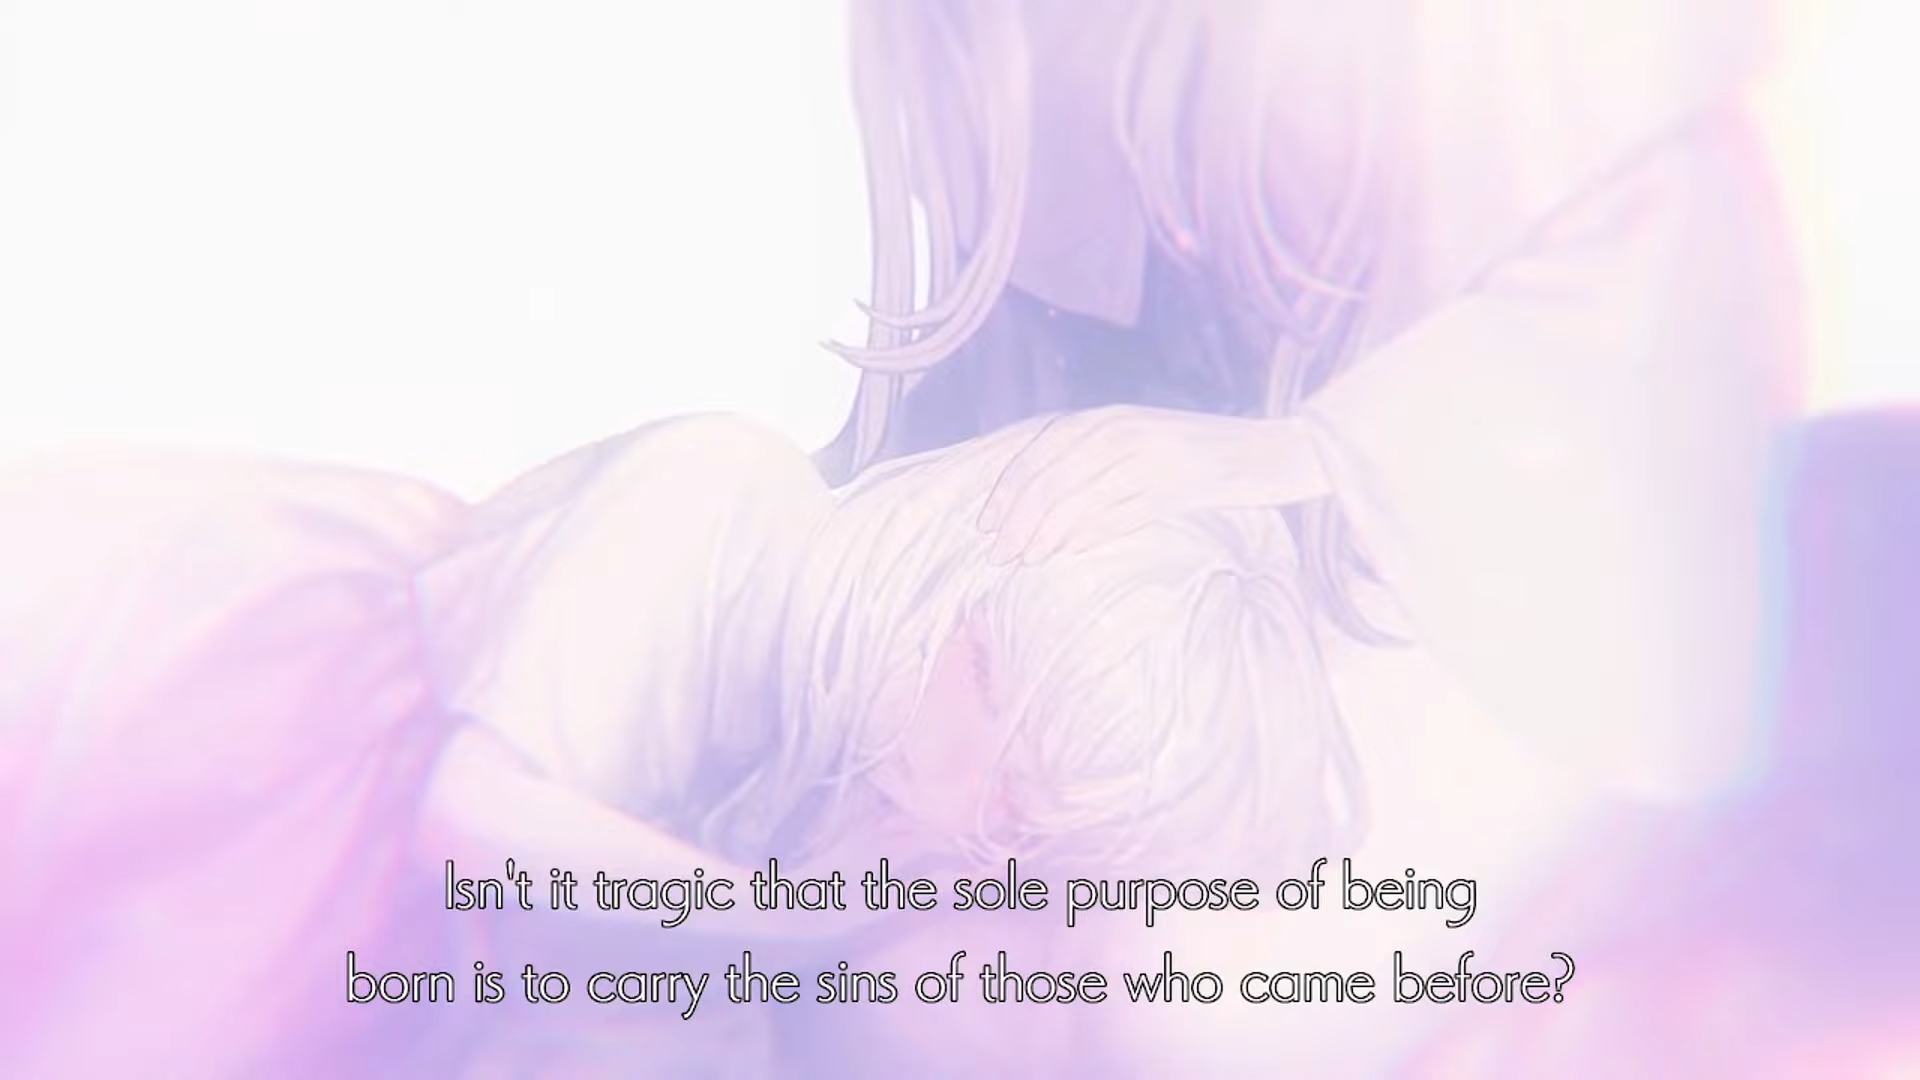 Isn't it tragic that the sole purpose of being
born is to carry the sins of those who came before?